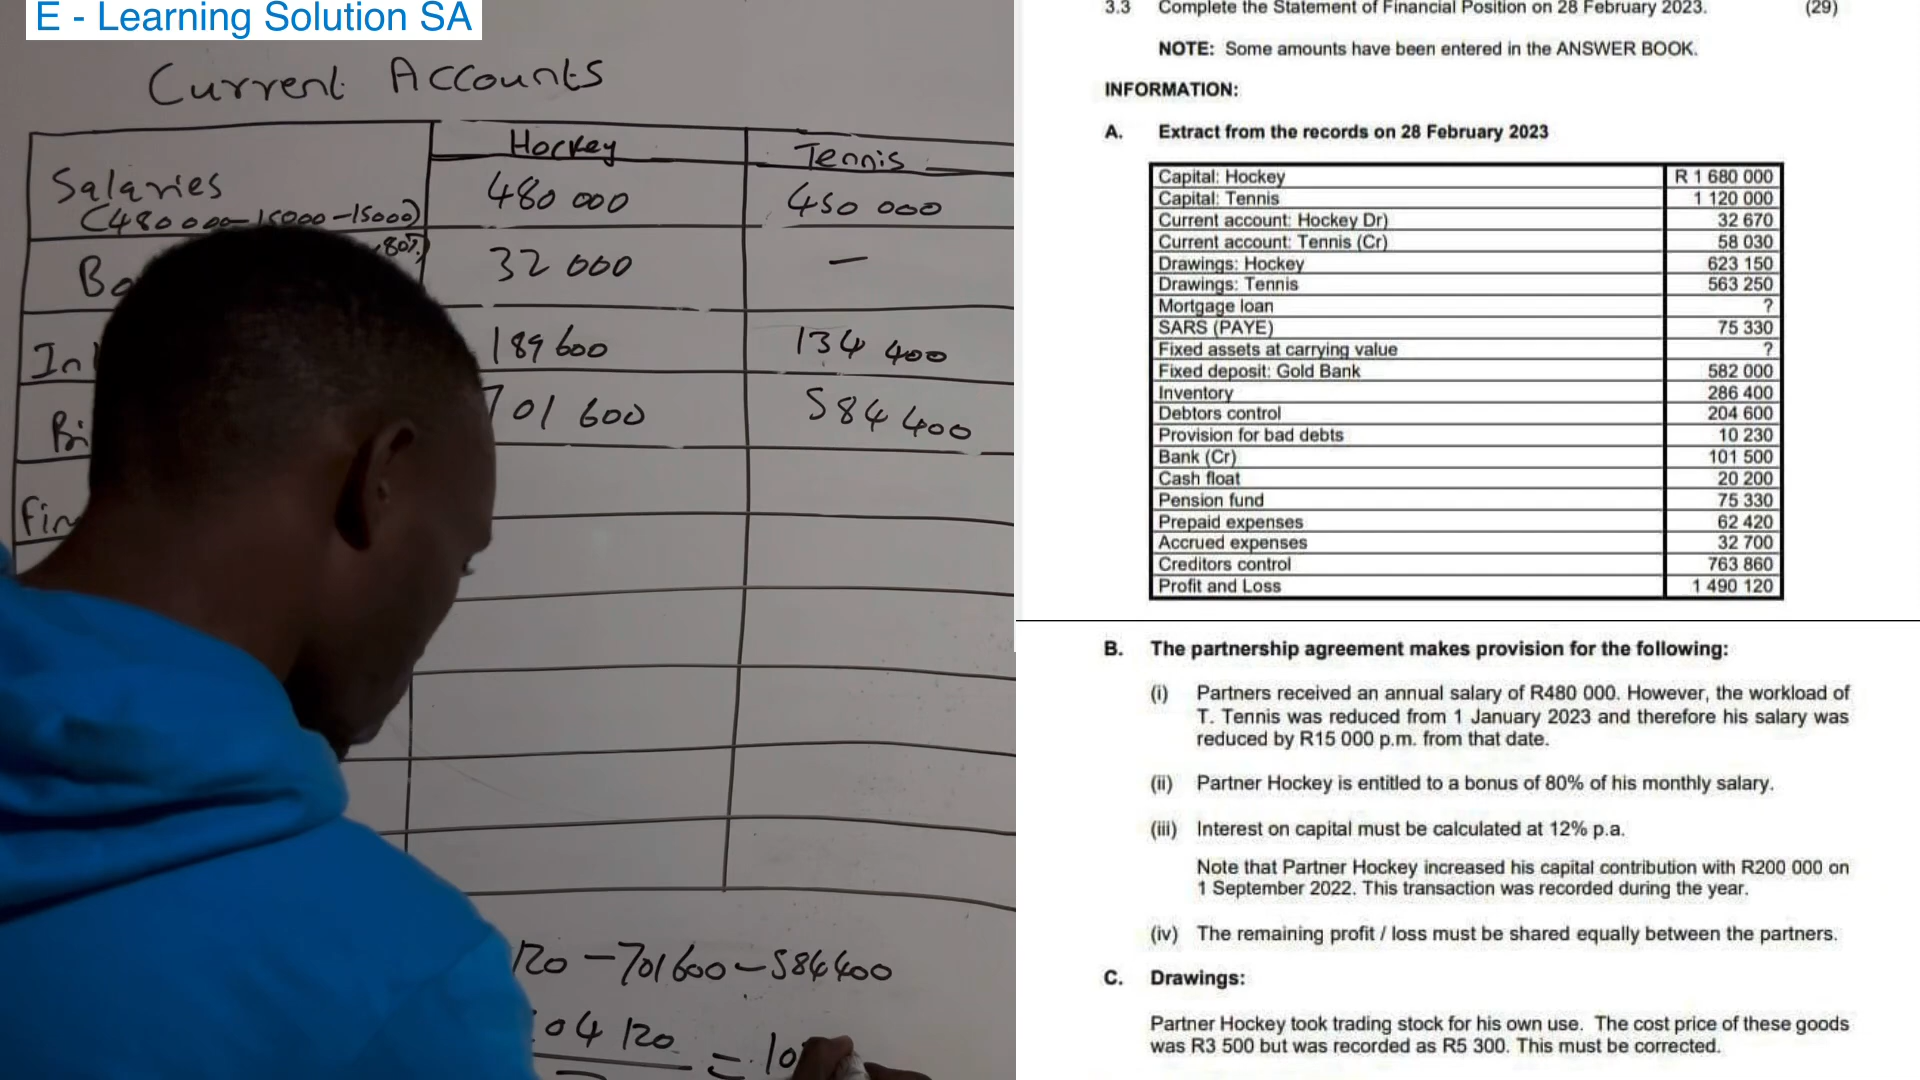 E - Learning Solution SA
Current Accounts
Hockey Tennis
Salaries 480 000 450 000
(480 000 - 15000 - 15000)
80%)
32 000 —
189 600 134 400
701 600 584 400
120 - 701600 - 584400
04 120 = 10
3.3 Complete the Statement of Financial Position on 28 February 2023. (29)
NOTE: Some amounts have been entered in the ANSWER BOOK.
INFORMATION:
A. Extract from the records on 28 February 2023
Capital: Hockey R 1 680 000
Capital: Tennis 1 120 000
Current account: Hockey Dr) 32 670
Current account: Tennis (Cr) 58 030
Drawings: Hockey 623 150
Drawings: Tennis 563 250
Mortgage loan ?
SARS (PAYE) 75 330
Fixed assets at carrying value ?
Fixed deposit: Gold Bank 582 000
Inventory 286 400
Debtors control 204 600
Provision for bad debts 10 230
Bank (Cr) 101 500
Cash float 20 200
Pension fund 75 330
Prepaid expenses 62 420
Accrued expenses 32 700
Creditors control 763 860
Profit and Loss 1 490 120
B. The partnership agreement makes provision for the following:
(i) Partners received an annual salary of R480 000. However, the workload of
T. Tennis was reduced from 1 January 2023 and therefore his salary was
reduced by R15 000 p.m. from that date.
(ii) Partner Hockey is entitled to a bonus of 80% of his monthly salary.
(iii) Interest on capital must be calculated at 12% p.a.
Note that Partner Hockey increased his capital contribution with R200 000 on
1 September 2022. This transaction was recorded during the year.
(iv) The remaining profit / loss must be shared equally between the partners.
C. Drawings:
Partner Hockey took trading stock for his own use. The cost price of these goods
was R3 500 but was recorded as R5 300. This must be corrected.